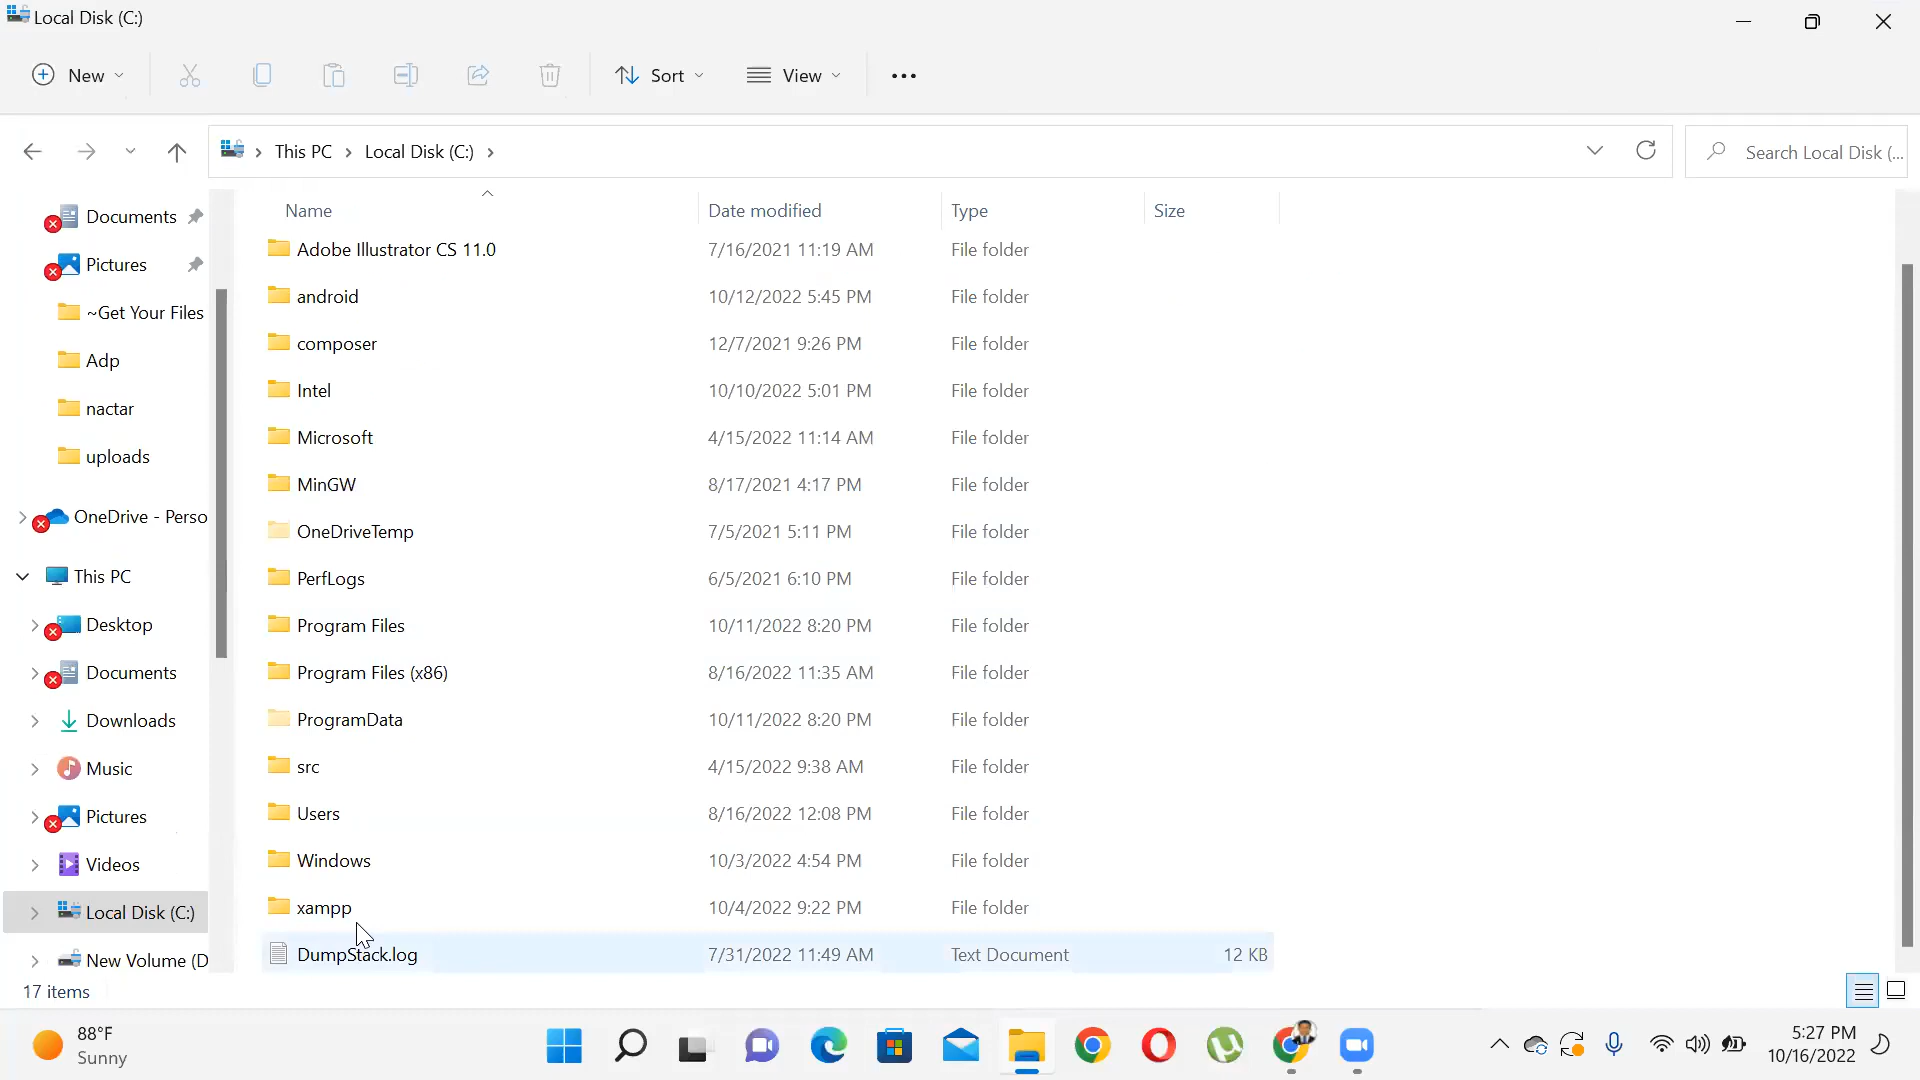 Local Disk (C:)
New Sort View
This PC Local Disk (C:) Search Local Disk (...
Name Date modified Type Size
Documents
Pictures
~Get Your Files
Adp
nactar
uploads
OneDrive - Perso
This PC
Desktop
Documents
Downloads
Music
Pictures
Videos
Local Disk (C:)
New Volume (D
Adobe Illustrator CS 11.0 7/16/2021 11:19 AM File folder
android 10/12/2022 5:45 PM File folder
composer 12/7/2021 9:26 PM File folder
Intel 10/10/2022 5:01 PM File folder
Microsoft 4/15/2022 11:14 AM File folder
MinGW 8/17/2021 4:17 PM File folder
OneDriveTemp 7/5/2021 5:11 PM File folder
PerfLogs 6/5/2021 6:10 PM File folder
Program Files 10/11/2022 8:20 PM File folder
Program Files (x86) 8/16/2022 11:35 AM File folder
ProgramData 10/11/2022 8:20 PM File folder
src 4/15/2022 9:38 AM File folder
Users 8/16/2022 12:08 PM File folder
Windows 10/3/2022 4:54 PM File folder
xampp 10/4/2022 9:22 PM File folder
DumpStack.log 7/31/2022 11:49 AM Text Document 12 KB
17 items
88°F
Sunny
5:27 PM
10/16/2022